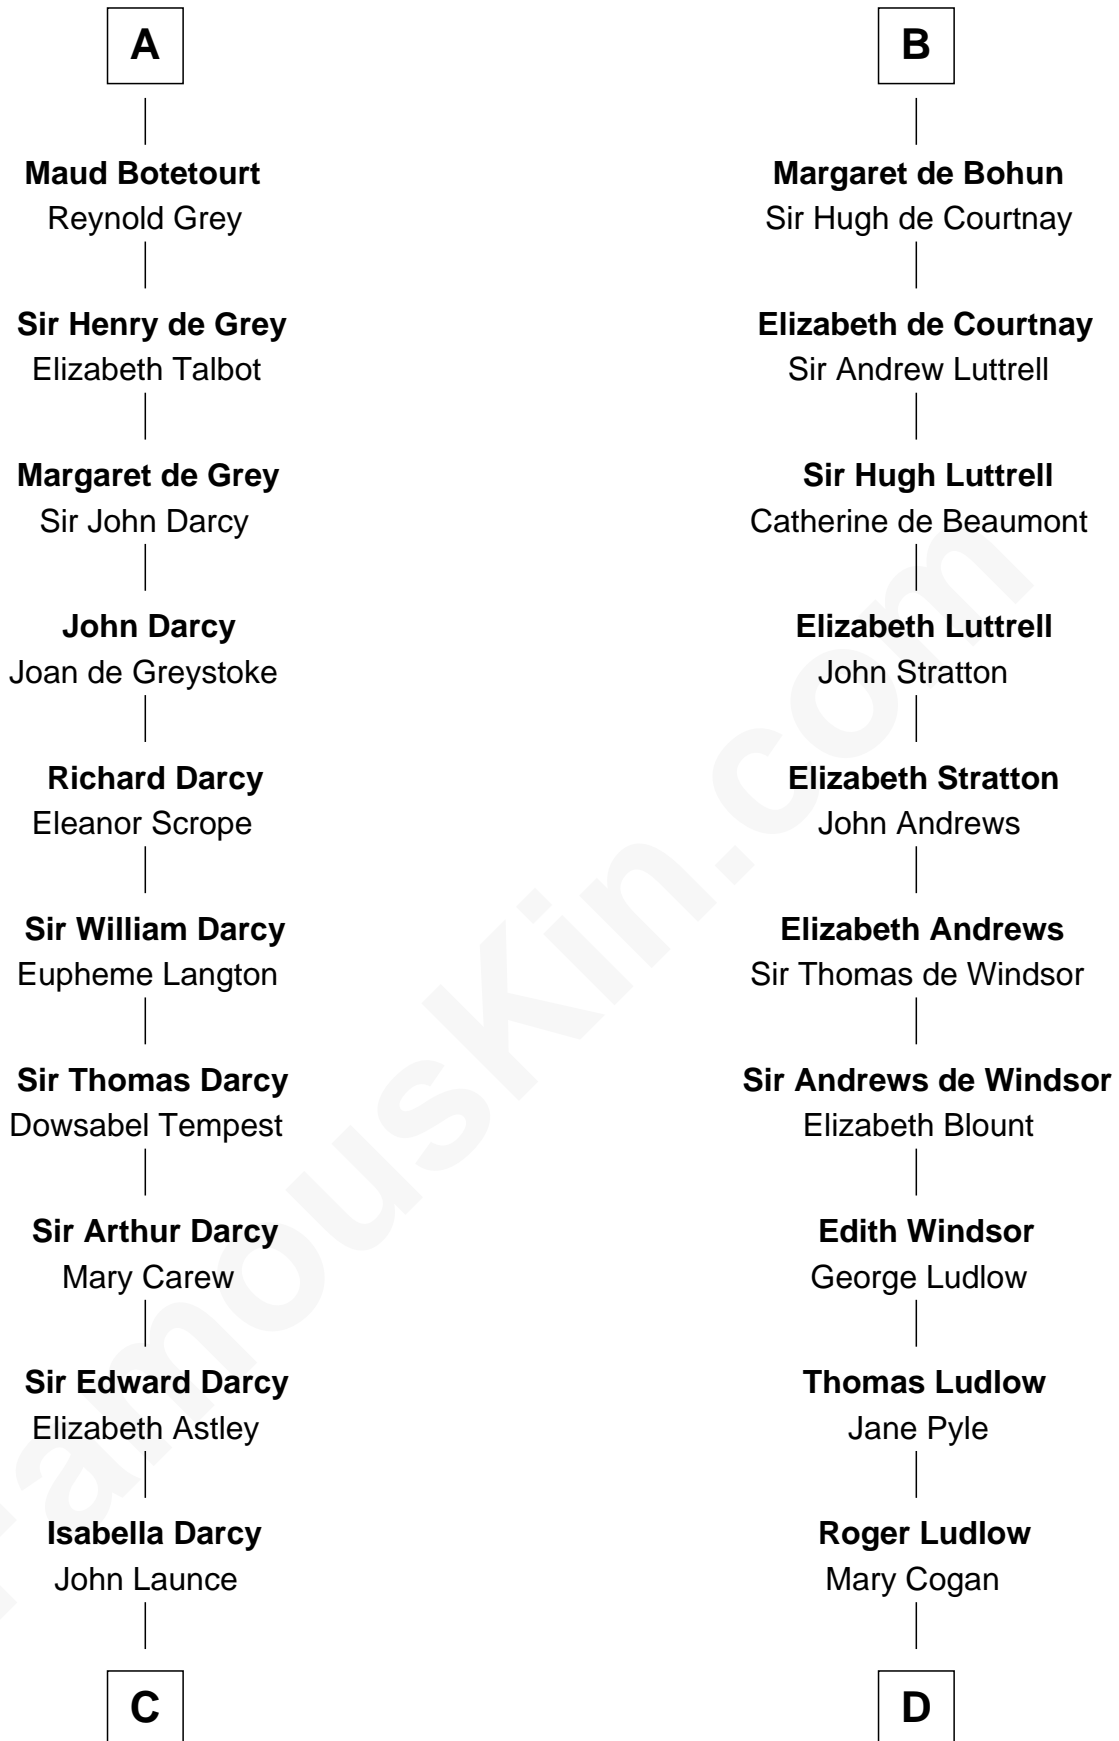 A
Maud Botetourt
Reynold Grey
Sir Henry de Grey
Elizabeth Talbot
Margaret de Grey
Sir John Darcy
John Darcy
Joan de Greystoke
Richard Darcy
Eleanor Scrope
Sir William Darcy
Eupheme Langton
Sir Thomas Darcy
Dowsabel Tempest
Sir Arthur Darcy
Mary Carew
Sir Edward Darcy
Elizabeth Astley
Isabella Darcy
John Launce
C
B
Margaret de Bohun
Sir Hugh de Courtnay
Elizabeth de Courtnay
Sir Andrew Luttrell
Sir Hugh Luttrell
Catherine de Beaumont
Elizabeth Luttrell
John Stratton
Elizabeth Stratton
John Andrews
Elizabeth Andrews
Sir Thomas de Windsor
Sir Andrews de Windsor
Elizabeth Blount
Edith Windsor
George Ludlow
Thomas Ludlow
Jane Pyle
Roger Ludlow
Mary Cogan
D
FamousKin.com